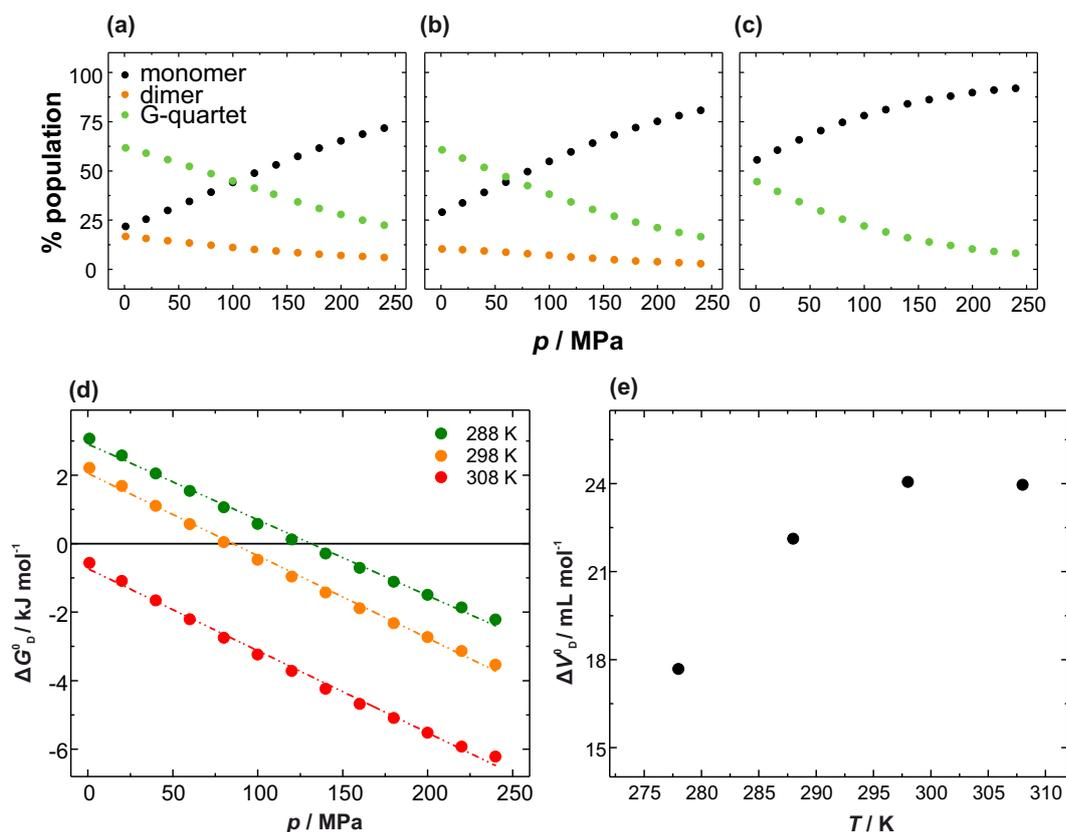 (a)
(b)
(c)
monomer
dimer
G-quartet
% population
100
75
50
25
0
0 50 100 150 200 250
0 50 100 150 200 250
0 50 100 150 200 250
p / MPa
(d)
288 K
298 K
308 K
ΔG⁰_D / kJ mol⁻¹
2
0
-2
-4
-6
0 50 100 150 200 250
p / MPa
(e)
ΔV⁰_D / mL mol⁻¹
24
21
18
15
275 280 285 290 295 300 305 310
T / K